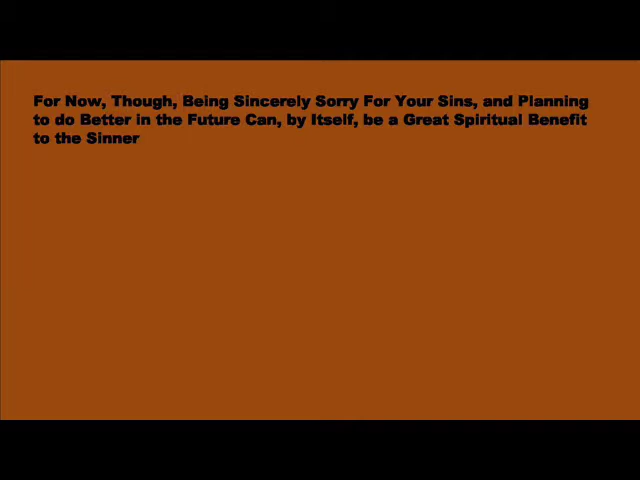 For Now, Though, Being Sincerely Sorry For Your Sins, and Planning
to do Better in the Future Can, by Itself, be a Great Spiritual Benefit
to the Sinner